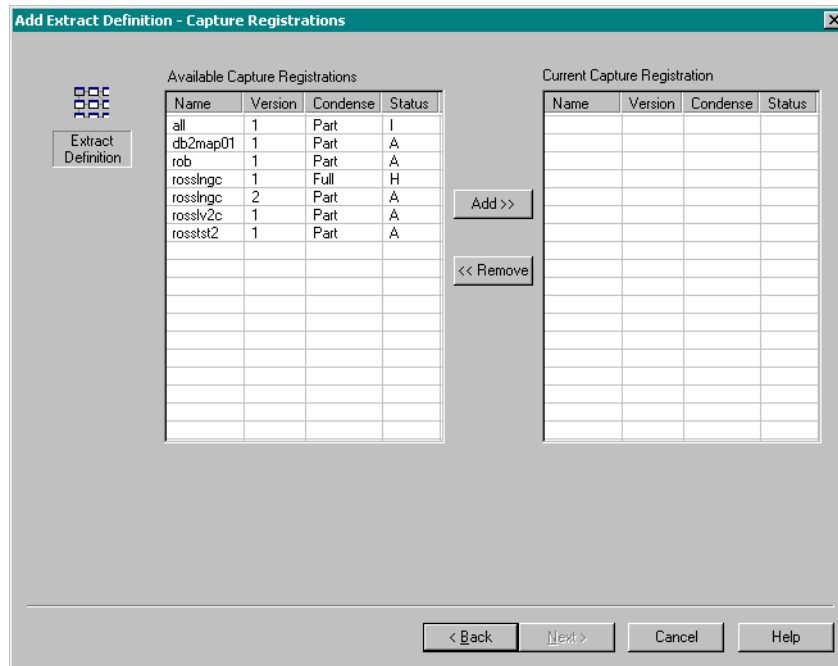 Add Extract Definition - Capture Registrations
Extract
Definition
Available Capture Registrations
Name Version Condense Status
all 1 Part I
db2map01 1 Part A
rob 1 Part A
rosslngc 1 Full H
rosslngc 2 Part A
rosslv2c 1 Part A
rosstst2 1 Part A
Add >>
<< Remove
Current Capture Registration
Name Version Condense Status
< Back
Next >
Cancel
Help